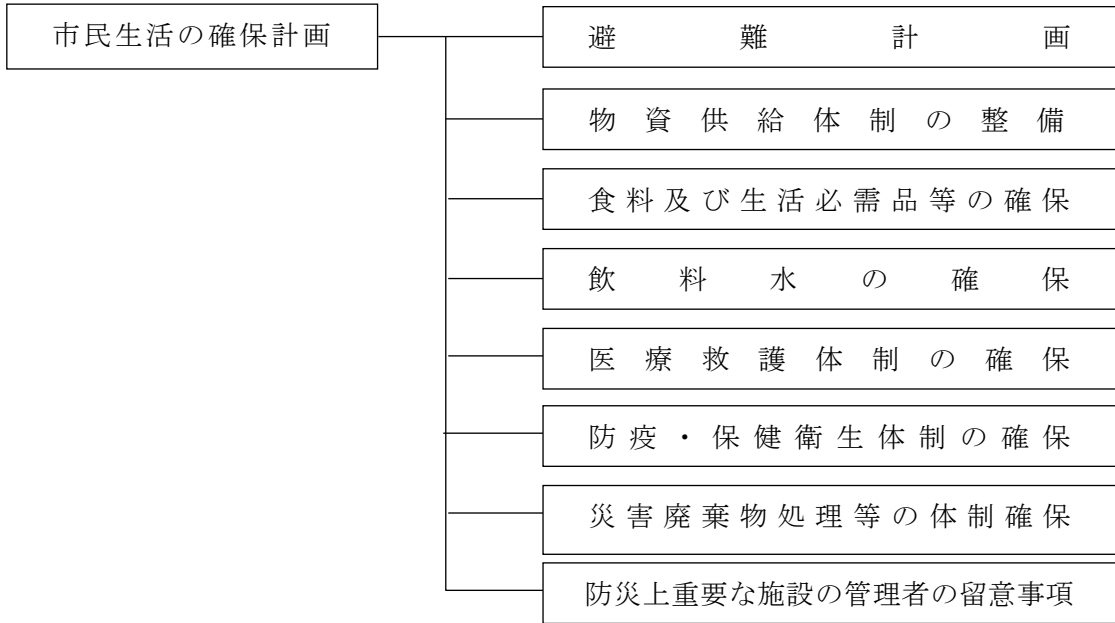 市民生活の確保計画
避難計画
物資供給体制の整備
食料及び生活必需品等の確保
飲料水の確保
医療救護体制の確保
防疫・保健衛生体制の確保
災害廃棄物処理等の体制確保
防災上重要な施設の管理者の留意事項